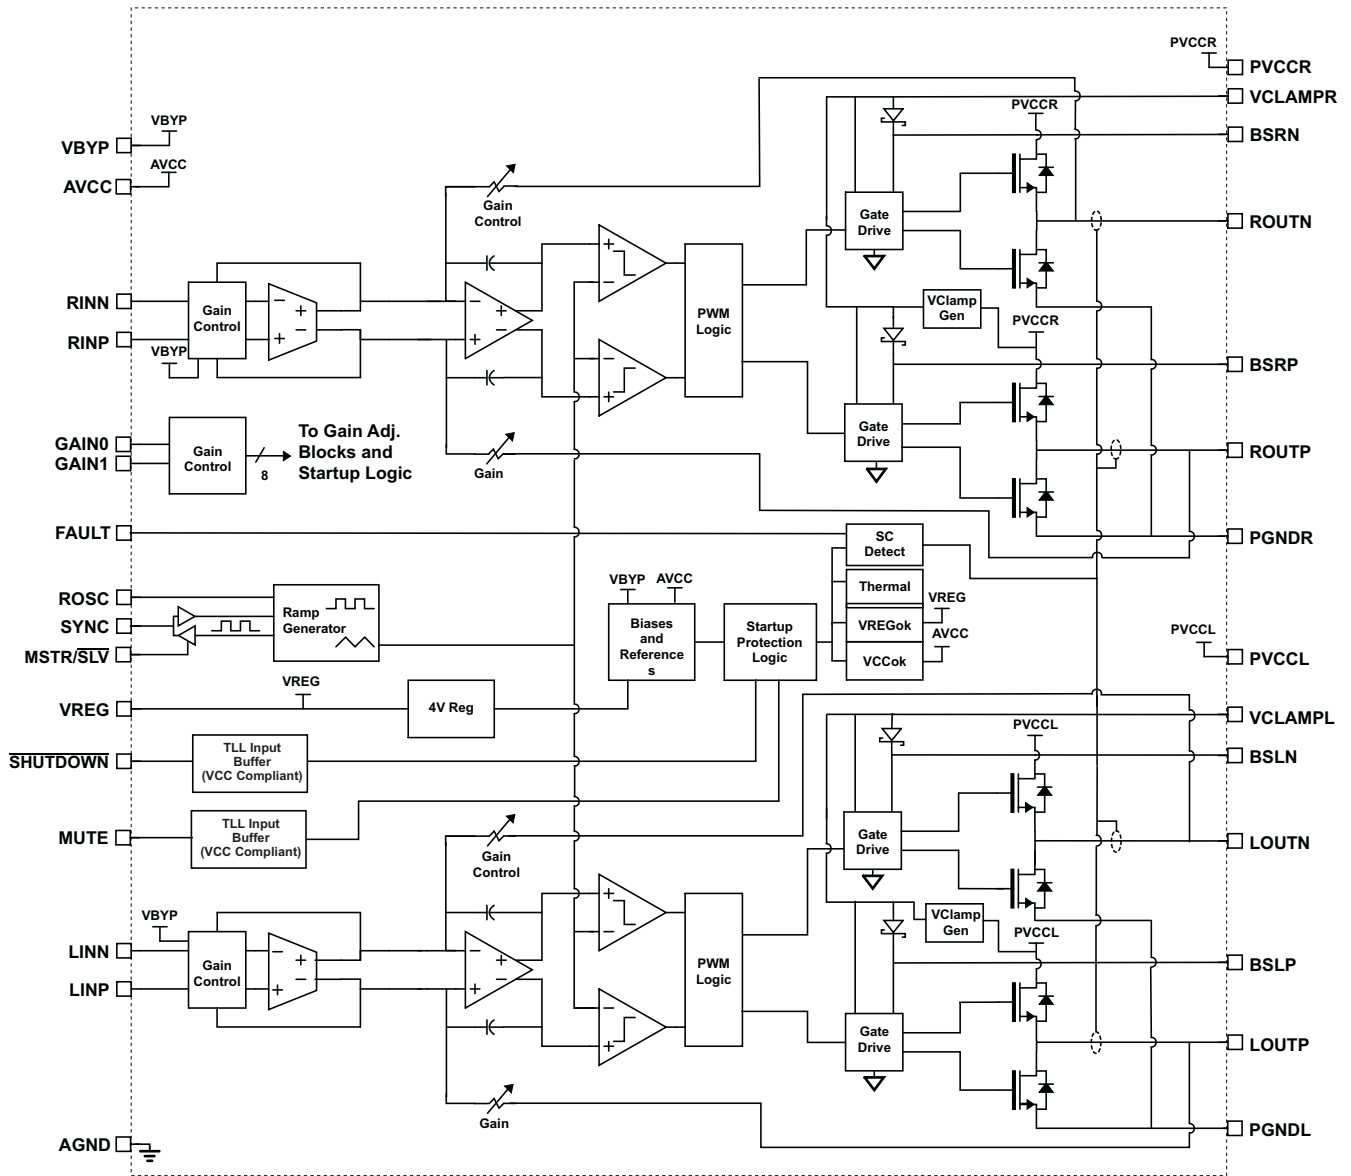 PVCCR
PVCCR
VCLAMPR
PVCCR
VBYP
VBYP
BSRN
AVCC
AVCC
Gain
Control
Gate
Drive
ROUTN
RINN
Gain
Control
PWM
Logic
VClamp
Gen
PVCCR
RINP
VBYP
BSRP
GAIN0
GAIN1
Gain
Control
8
To Gain Adj.
Blocks and
Startup Logic
Gain
Gate
Drive
ROUTP
FAULT
SC
Detect
PGNDR
ROSC
SYNC
MSTR/SLV
Ramp
Generator
VBYP
AVCC
Biases
and
Reference
s
Startup
Protection
Logic
Thermal
VREGok
VCCok
VREG
AVCC
PVCCL
PVCCL
VREG
VREG
4V Reg
VCLAMPL
PVCCL
SHUTDOWN
TLL Input
Buffer
(VCC Compliant)
BSLN
MUTE
TLL Input
Buffer
(VCC Compliant)
Gain
Control
Gate
Drive
LOUTN
VBYP
VClamp
Gen
PVCCL
LINN
LINP
Gain
Control
PWM
Logic
BSLP
Gate
Drive
LOUTP
Gain
AGND
PGNDL